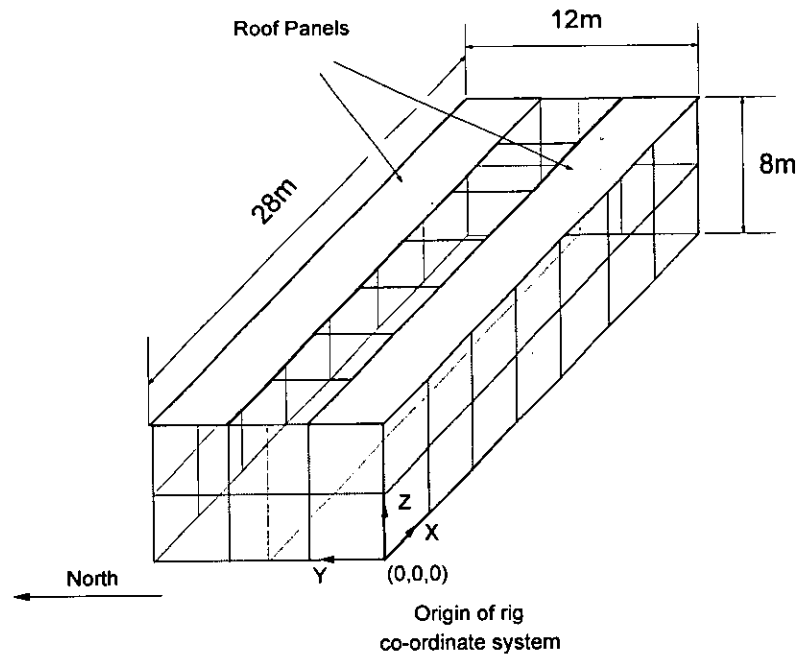 Roof Panels
12m
28m
8m
Z
X
Y
(0,0,0)
North
Origin of rig
co-ordinate system